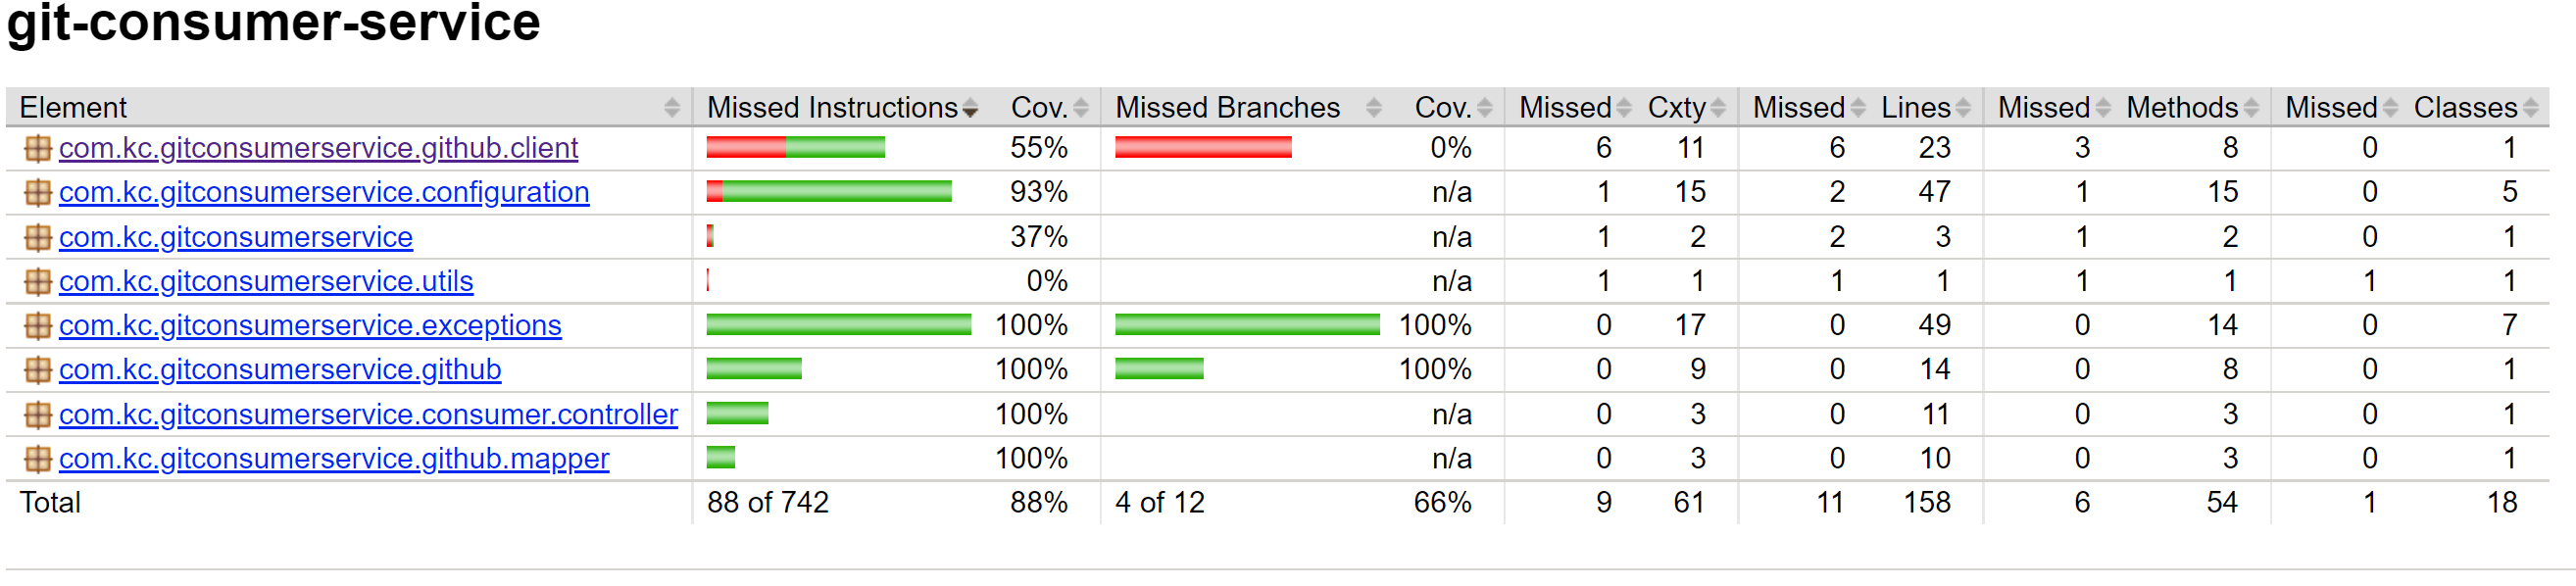 git-consumer-service
Element Missed Instructions Cov. Missed Branches Cov. Missed Cxty Missed Lines Missed Methods Missed Classes
com.kc.gitconsumerservice.github.client 55% 0% 6 11 6 23 3 8 0 1
com.kc.gitconsumerservice.configuration 93% n/a 1 15 2 47 1 15 0 5
com.kc.gitconsumerservice 37% n/a 1 2 2 3 1 2 0 1
com.kc.gitconsumerservice.utils 0% n/a 1 1 1 1 1 1 1 1
com.kc.gitconsumerservice.exceptions 100% 100% 0 17 0 49 0 14 0 7
com.kc.gitconsumerservice.github 100% 100% 0 9 0 14 0 8 0 1
com.kc.gitconsumerservice.consumer.controller 100% n/a 0 3 0 11 0 3 0 1
com.kc.gitconsumerservice.github.mapper 100% n/a 0 3 0 10 0 3 0 1
Total 88 of 742 88% 4 of 12 66% 9 61 11 158 6 54 1 18